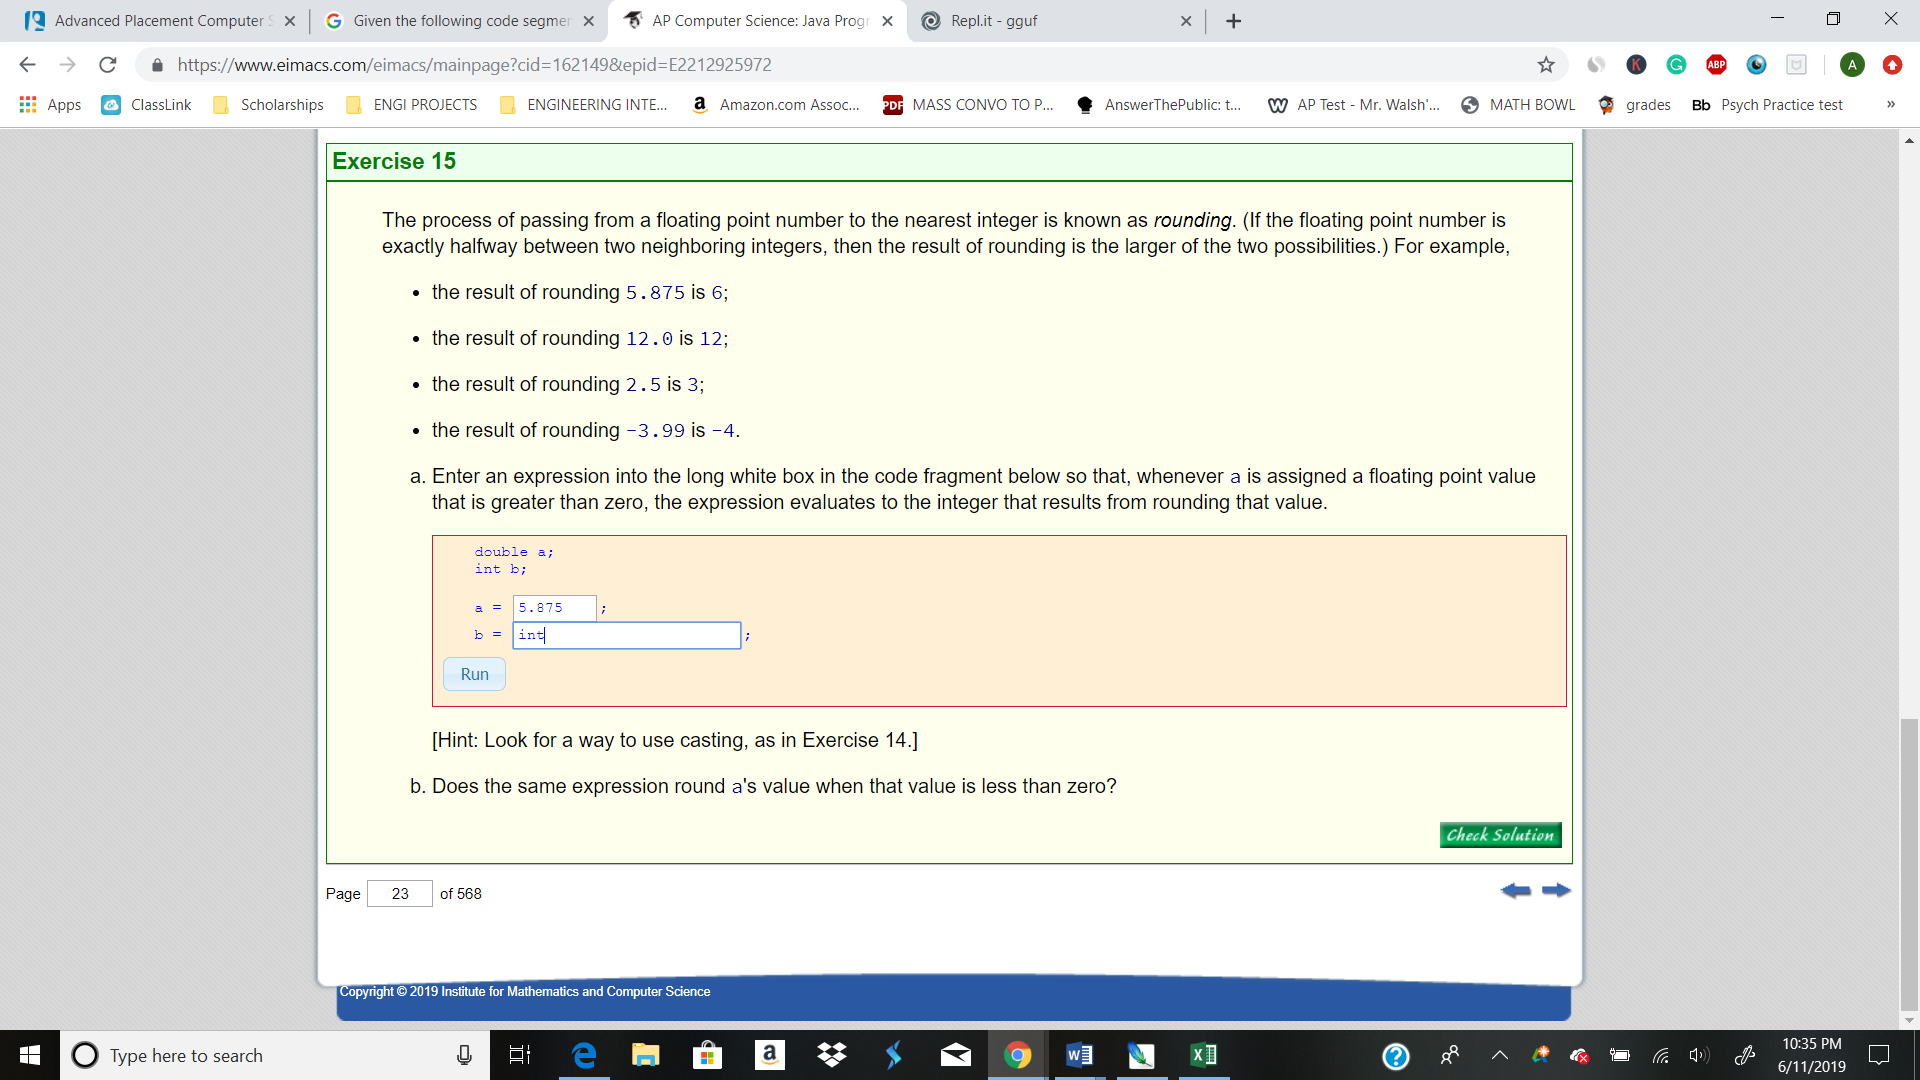 Advanced Placement Computer S
Given the following code segmen
AP Computer Science: Java Progr
Repl.it - gguf
https://www.eimacs.com/eimacs/mainpage?cid=162149&epid=E2212925972
K
G
ABP
A
Apps
ClassLink
Scholarships
ENGI PROJECTS
ENGINEERING INTE...
a Amazon.com Assoc...
PDF MASS CONVO TO P...
AnswerThePublic: t...
W AP Test - Mr. Walsh'...
MATH BOWL
grades
Bb Psych Practice test
»
Exercise 15
The process of passing from a floating point number to the nearest integer is known as rounding. (If the floating point number is
exactly halfway between two neighboring integers, then the result of rounding is the larger of the two possibilities.) For example,
• the result of rounding 5.875 is 6;
• the result of rounding 12.0 is 12;
• the result of rounding 2.5 is 3;
• the result of rounding -3.99 is -4.
a. Enter an expression into the long white box in the code fragment below so that, whenever a is assigned a floating point value
that is greater than zero, the expression evaluates to the integer that results from rounding that value.
double a;
int b;
a = 5.875 ;
b = int ;
Run
[Hint: Look for a way to use casting, as in Exercise 14.]
b. Does the same expression round a's value when that value is less than zero?
Check Solution
Page 23 of 568
Copyright © 2019 Institute for Mathematics and Computer Science
Type here to search
10:35 PM
6/11/2019